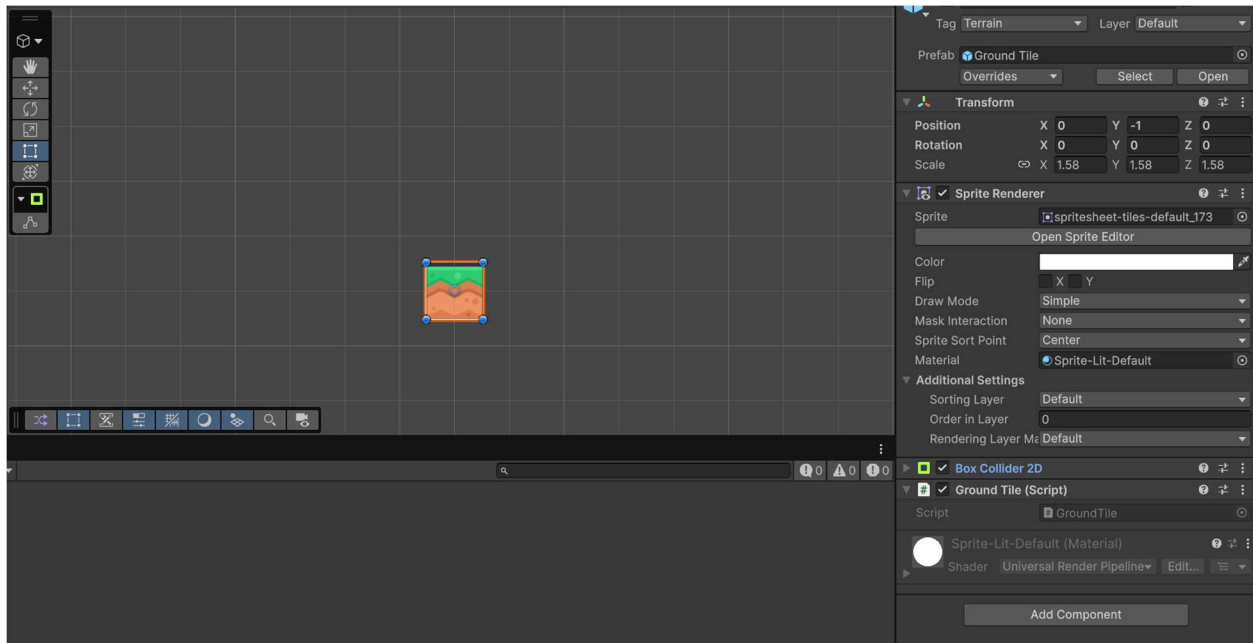 Tag Terrain Layer Default
Prefab Ground Tile
Overrides Select Open
Transform
Position X 0 Y -1 Z 0
Rotation X 0 Y 0 Z 0
Scale X 1.58 Y 1.58 Z 1.58
Sprite Renderer
Sprite spritesheet-tiles-default_173
Open Sprite Editor
Color
Flip X Y
Draw Mode Simple
Mask Interaction None
Sprite Sort Point Center
Material Sprite-Lit-Default
Additional Settings
Sorting Layer Default
Order in Layer 0
Rendering Layer Ma Default
0 0 0
Box Collider 2D
# Ground Tile (Script)
Script # GroundTile
Sprite-Lit-Default (Material)
Shader Universal Render Pipeline Edit...
Add Component